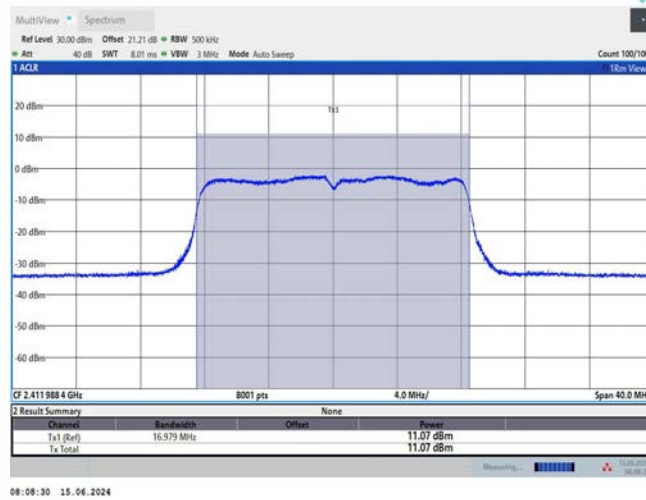 MultiView Spectrum
Ref Level 30.00 dBm Offset 21.21 dB RBW 500 kHz
Att 40 dB SWT 8.01 ms VBW 3 MHz Mode Auto Sweep Count 100/100
1 ACLR 1Rm View
Tx1
20 dBm
10 dBm
0 dBm
-10 dBm
-20 dBm
-30 dBm
-40 dBm
-50 dBm
-60 dBm
CF 2.411 988 4 GHz 8001 pts 4.0 MHz/ Span 40.0 MH
2 Result Summary None
Channel Bandwidth Offset Power
Tx1 (Ref) 16.979 MHz 11.07 dBm
Tx Total 11.07 dBm
Measuring...
08:08:30 15.06.2024